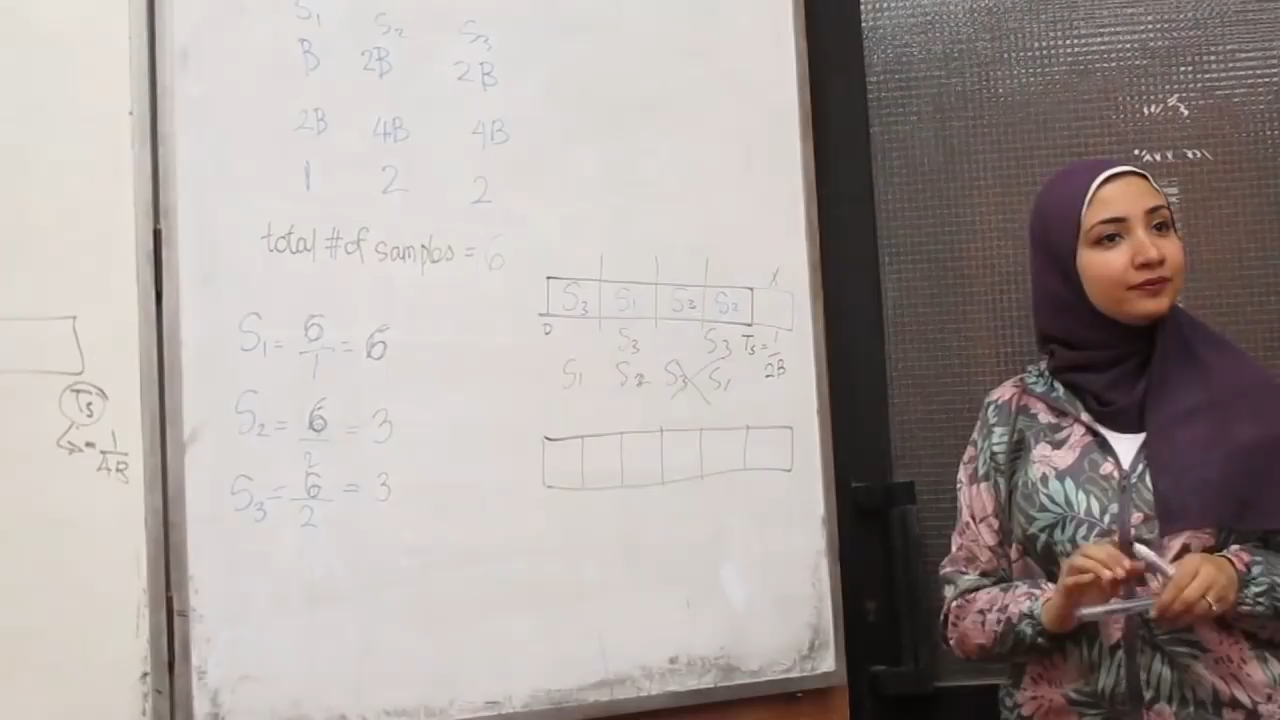 S₁ S₂ S₃
B 2B 2B
2B 4B 4B
1 2 2
total # of samples = 6
S₁ = 6/1 = 6
S₂ = 6/2 = 3
S₃ = 6/2 = 3
x
S₃ S₁ S₂
0 S₃ S₃ Ts = 1/2B
S₁ S₂ S₃ S₁
Ts
= 1/4B